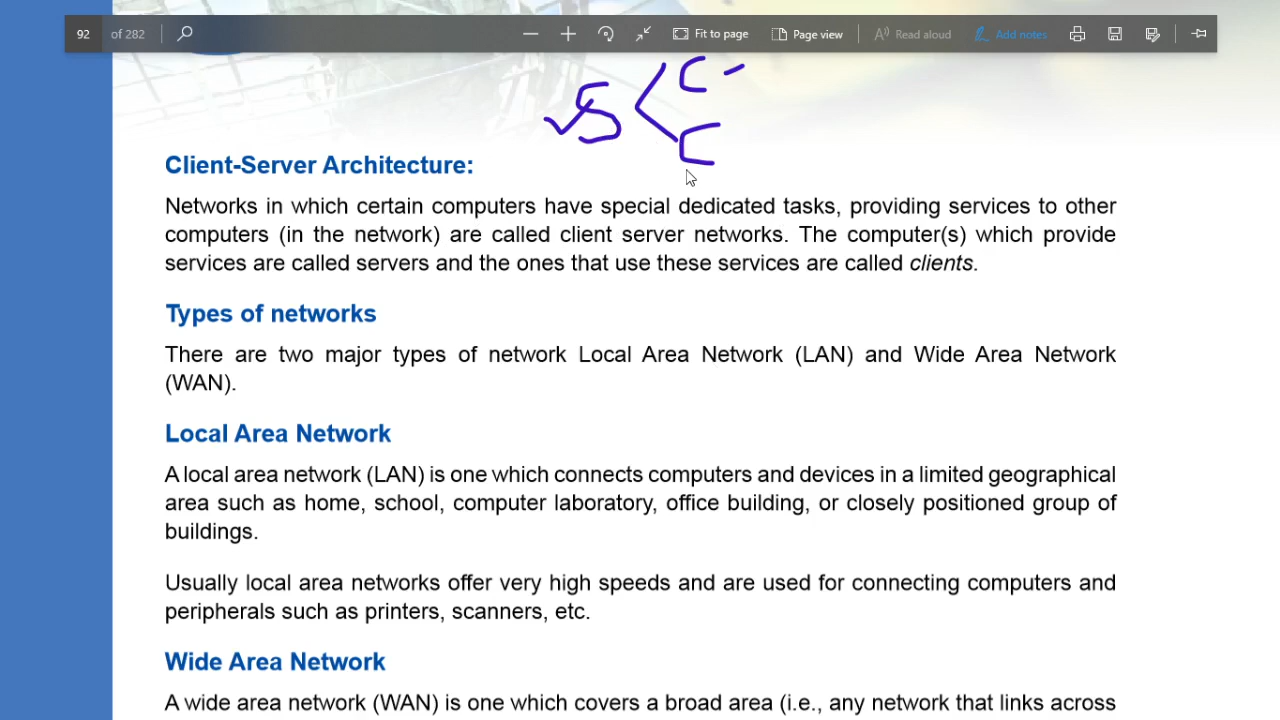 92 of 282 Fit to page Page view Read aloud Add notes
S C
C
Client-Server Architecture:
Networks in which certain computers have special dedicated tasks, providing services to other
computers (in the network) are called client server networks. The computer(s) which provide
services are called servers and the ones that use these services are called clients.
Types of networks
There are two major types of network Local Area Network (LAN) and Wide Area Network
(WAN).
Local Area Network
A local area network (LAN) is one which connects computers and devices in a limited geographical
area such as home, school, computer laboratory, office building, or closely positioned group of
buildings.
Usually local area networks offer very high speeds and are used for connecting computers and
peripherals such as printers, scanners, etc.
Wide Area Network
A wide area network (WAN) is one which covers a broad area (i.e., any network that links across